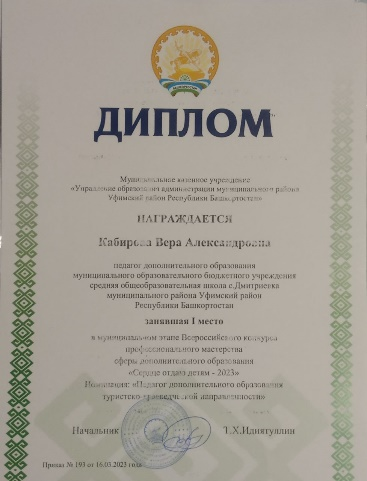 ДИПЛОМ
Муниципальное казенное учреждение
«Управление образования администрации муниципального района
Уфимский район Республики Башкортостан»
НАГРАЖДАЕТСЯ
Кабирова Вера Александровна
педагог дополнительного образования
муниципального образовательного бюджетного учреждения
средняя общеобразовательная школа с.Дмитриевка
муниципального района Уфимский район
Республики Башкортостан
занявшая I место
в муниципальном этапе Всероссийского конкурса
профессионального мастерства
сферы дополнительного образования
«Сердце отдаю детям - 2023»
Номинация: «Педагог дополнительного образования
туристско-краеведческой направленности»
Начальник Т.Х.Идиятуллин
Приказ № 193 от 16.03.2023 года